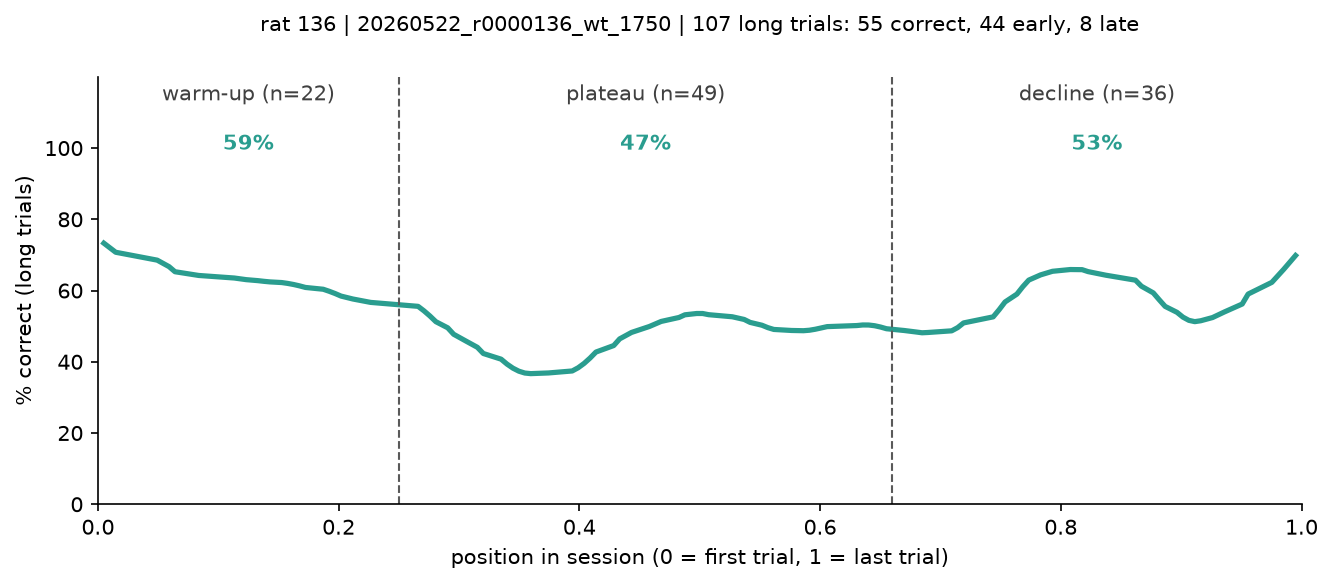 rat 136 | 20260522_r0000136_wt_1750 | 107 long trials: 55 correct, 44 early, 8 late
warm-up (n=22)
plateau (n=49)
decline (n=36)
59%
47%
53%
% correct (long trials)
100
80
60
40
20
0
0.0
0.2
0.4
0.6
0.8
1.0
position in session (0 = first trial, 1 = last trial)